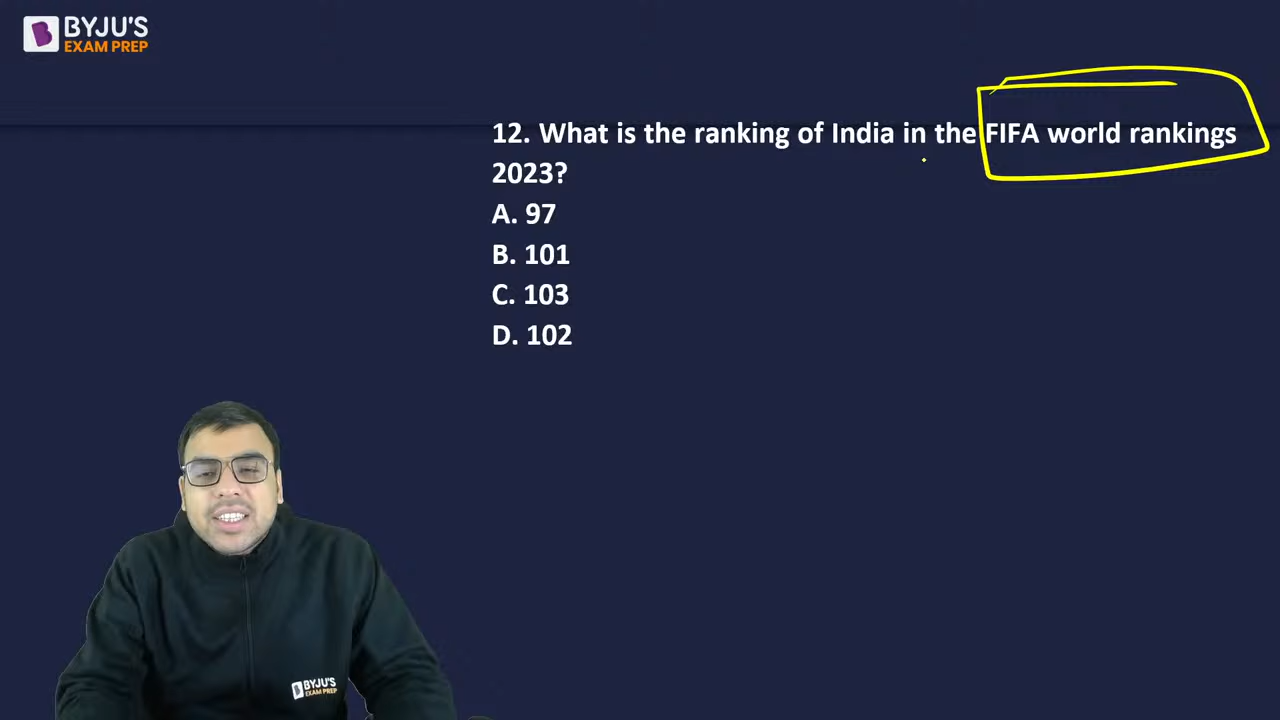 BYJU'S
EXAM PREP
12. What is the ranking of India in the FIFA world rankings
2023?
A. 97
B. 101
C. 103
D. 102
BYJU'S
EXAM PREP